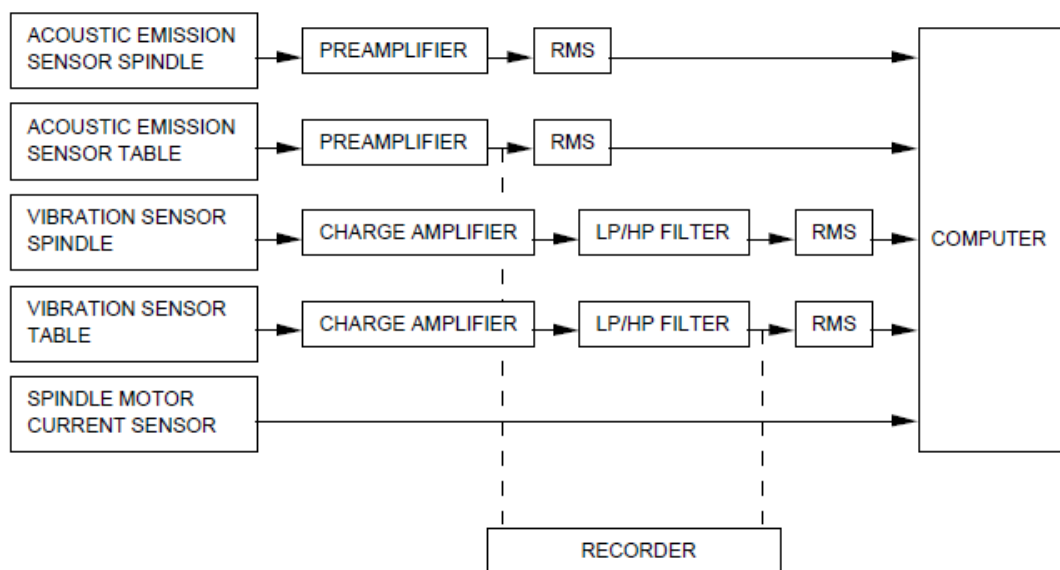 ACOUSTIC EMISSION
SENSOR SPINDLE
PREAMPLIFIER
RMS
ACOUSTIC EMISSION
SENSOR TABLE
PREAMPLIFIER
RMS
VIBRATION SENSOR
SPINDLE
CHARGE AMPLIFIER
LP/HP FILTER
RMS
COMPUTER
VIBRATION SENSOR
TABLE
CHARGE AMPLIFIER
LP/HP FILTER
RMS
SPINDLE MOTOR
CURRENT SENSOR
RECORDER